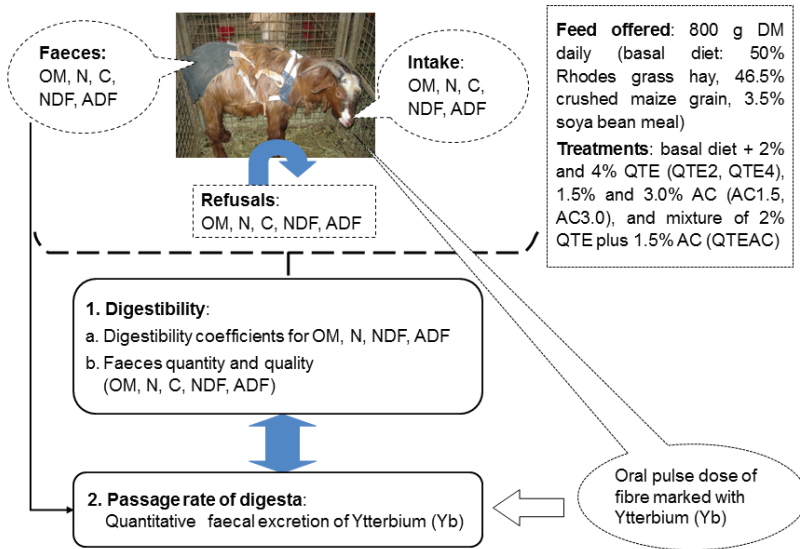 Faeces:
OM, N, C,
NDF, ADF
Intake:
OM, N, C,
NDF, ADF
Refusals:
OM, N, C, NDF, ADF
Feed offered: 800 g DM
daily (basal diet: 50%
Rhodes grass hay, 46.5%
crushed maize grain, 3.5%
soya bean meal)
Treatments: basal diet + 2%
and 4% QTE (QTE2, QTE4),
1.5% and 3.0% AC (AC1.5,
AC3.0), and mixture of 2%
QTE plus 1.5% AC (QTEAC)
1. Digestibility:
a. Digestibility coefficients for OM, N, NDF, ADF
b. Faeces quantity and quality
(OM, N, C, NDF, ADF)
2. Passage rate of digesta:
Quantitative faecal excretion of Ytterbium (Yb)
Oral pulse dose of
fibre marked with
Ytterbium (Yb)